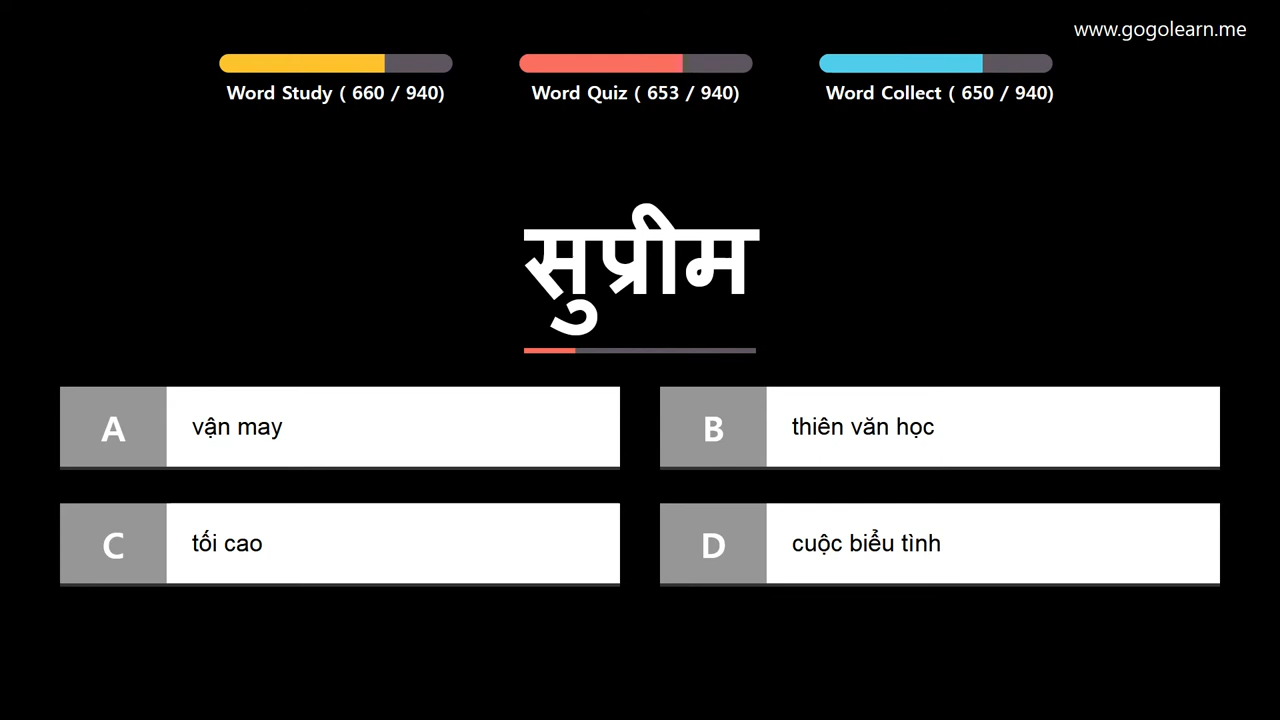 www.gogolearn.me
Word Study ( 660 / 940)
Word Quiz ( 653 / 940)
Word Collect ( 650 / 940)
सुप्रीम
A vận may
B thiên văn học
C tối cao
D cuộc biểu tình